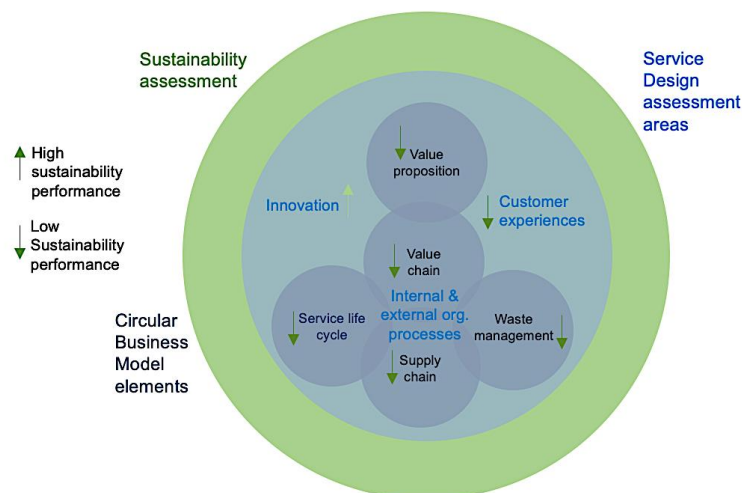 Sustainability
assessment
Service
Design
assessment
areas
High
sustainability
performance
Low
Sustainability
performance
Value
proposition
Innovation
Customer
experiences
Value
chain
Internal &
external org.
processes
Service life
cycle
Waste
management
Supply
chain
Circular
Business
Model
elements